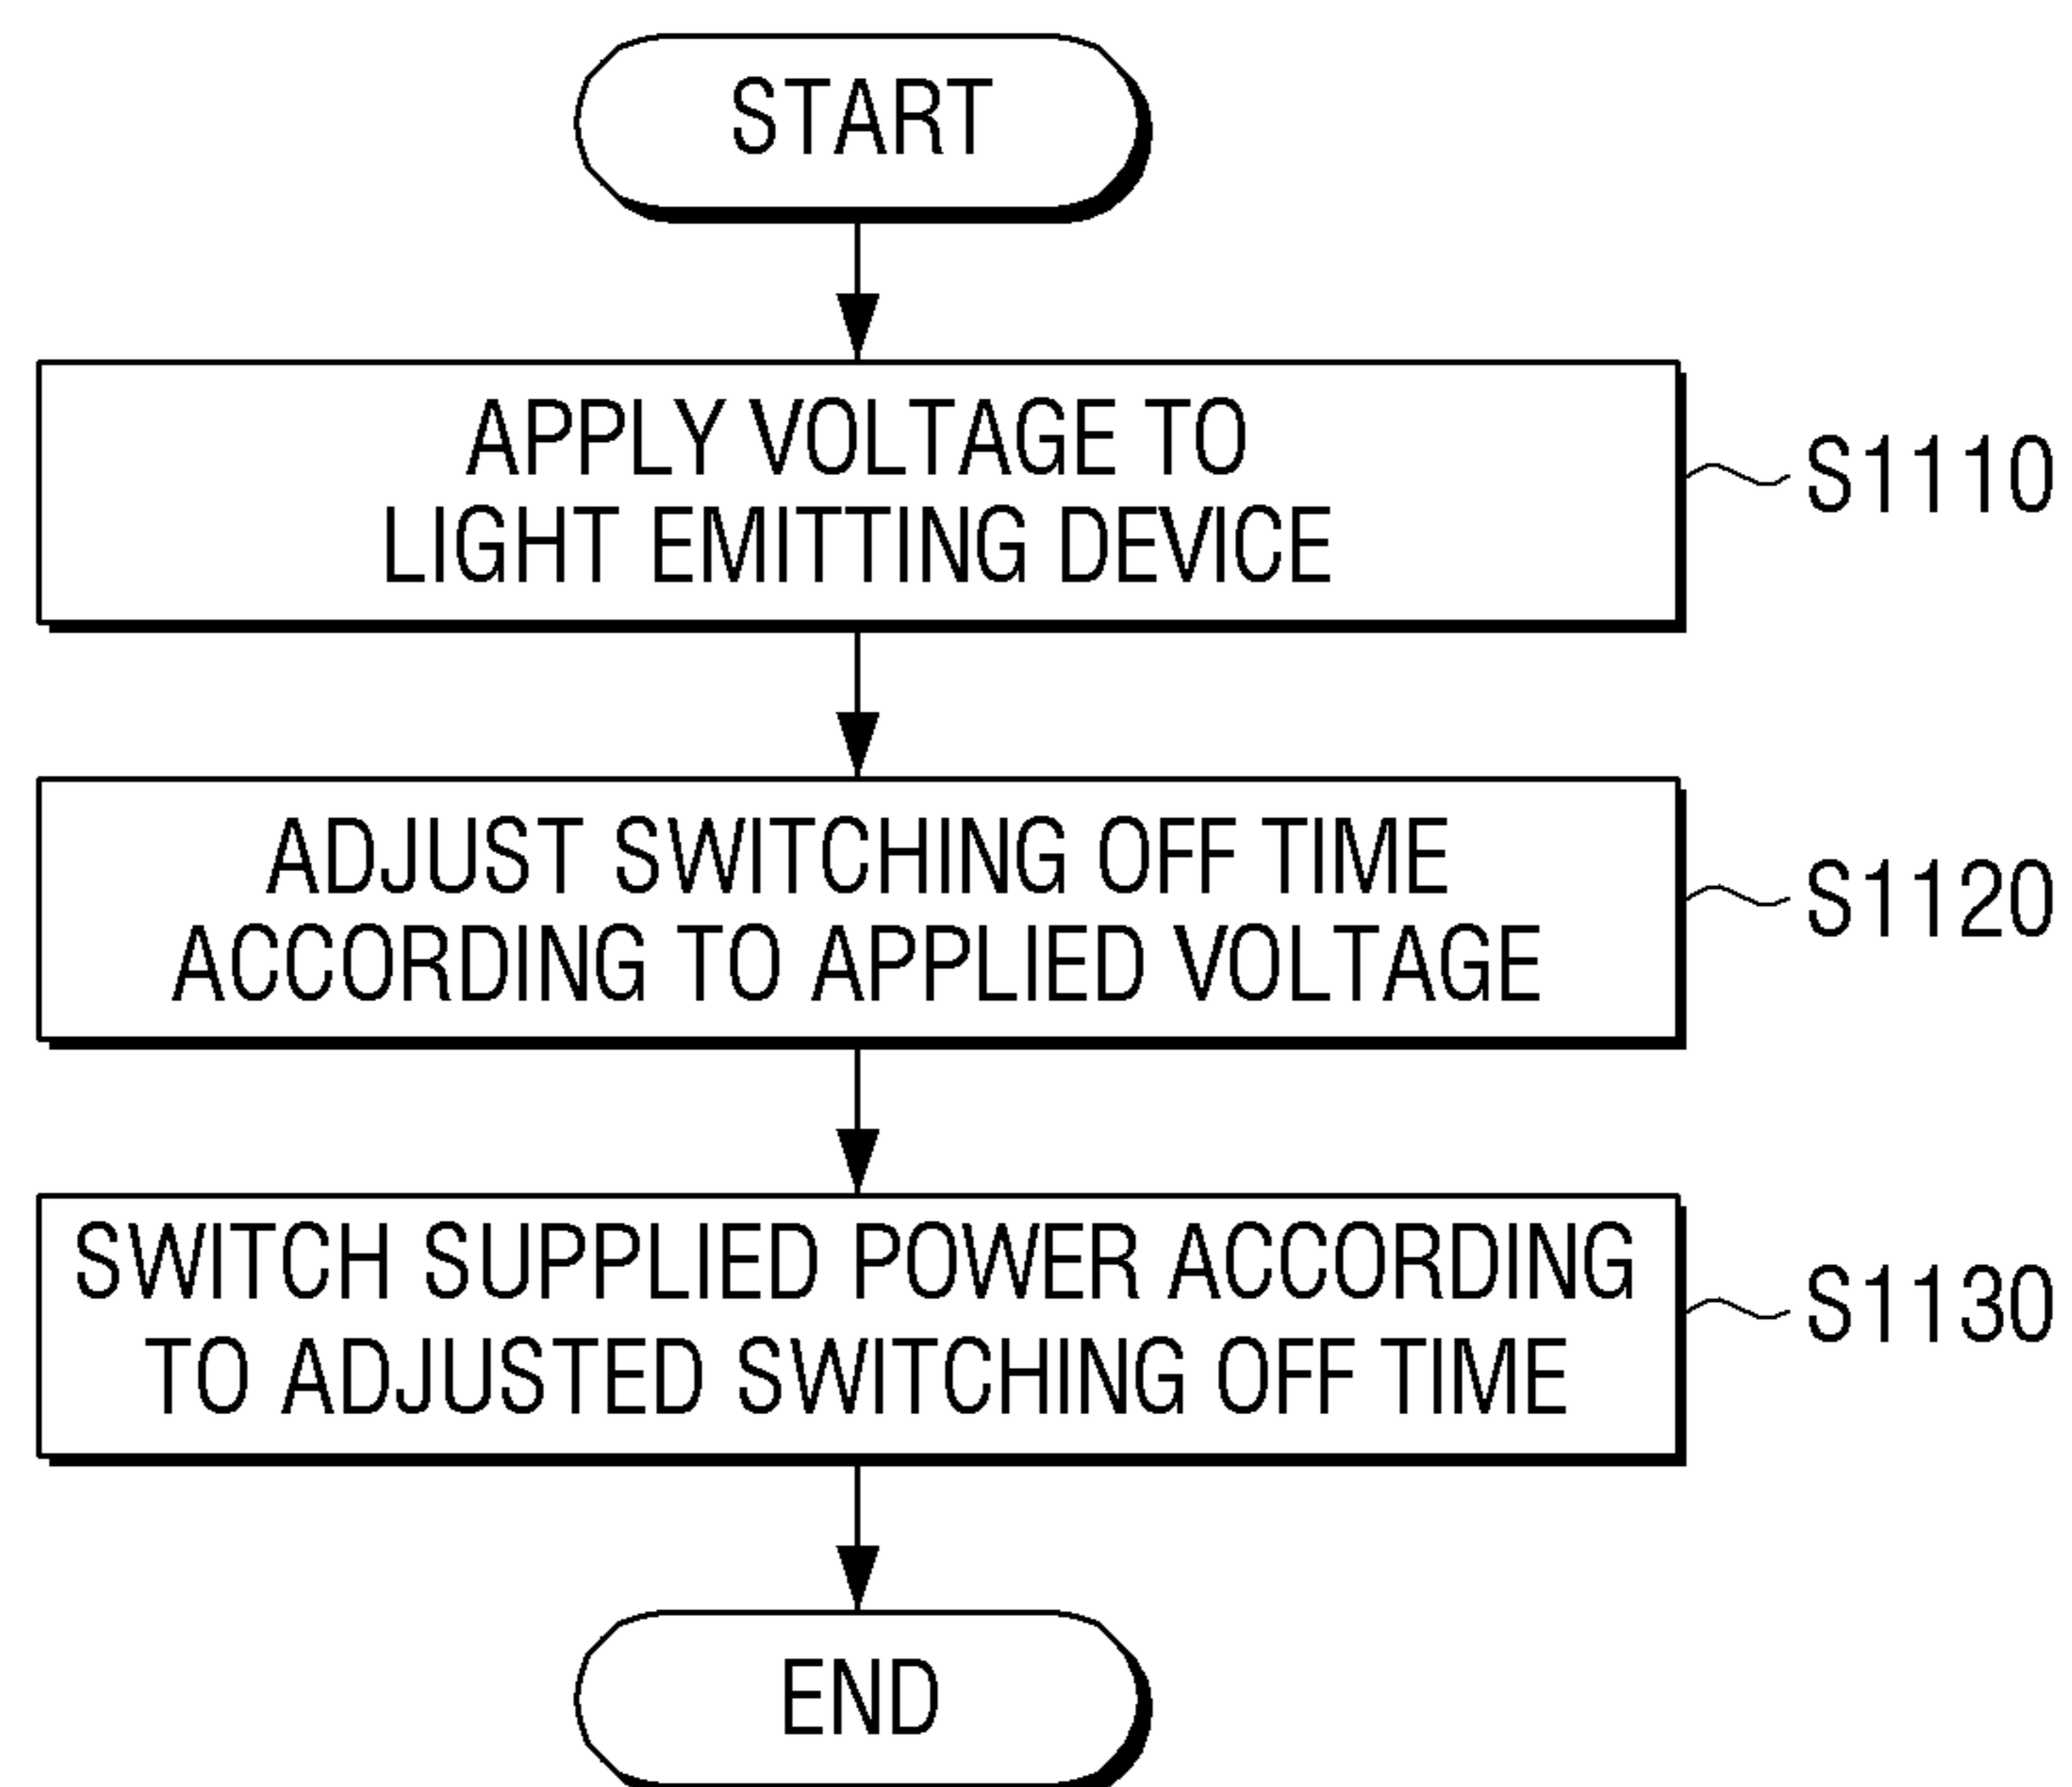 START
APPLY VOLTAGE TO
LIGHT EMITTING DEVICE
S1110
ADJUST SWITCHING OFF TIME
ACCORDING TO APPLIED VOLTAGE
S1120
SWITCH SUPPLIED POWER ACCORDING
TO ADJUSTED SWITCHING OFF TIME
S1130
END